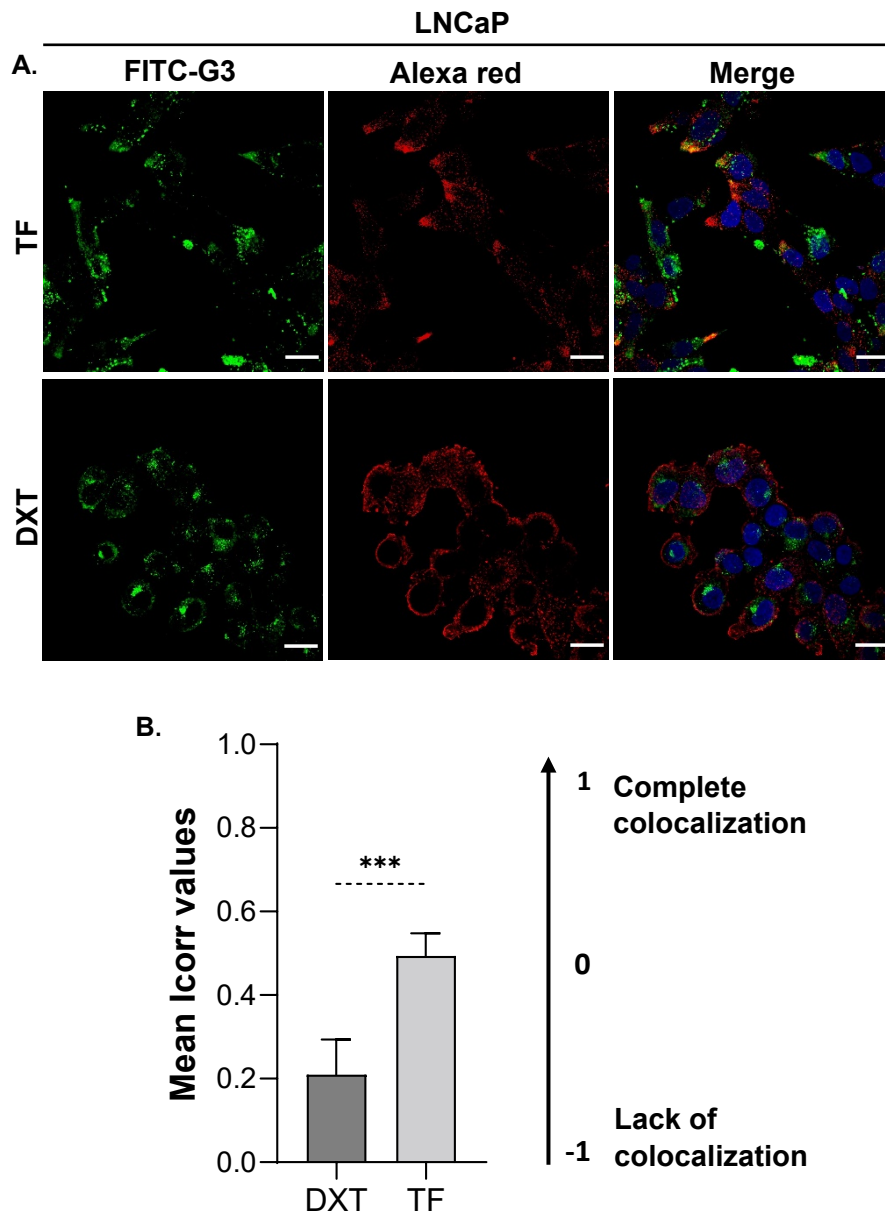 LNCaP
A.
FITC-G3 Alexa red Merge
TF
DXT
B.
Mean Icorr values
1.0
0.8
0.6
0.4
0.2
0.0
***
DXT TF
1 Complete
colocalization
0
-1 Lack of
colocalization